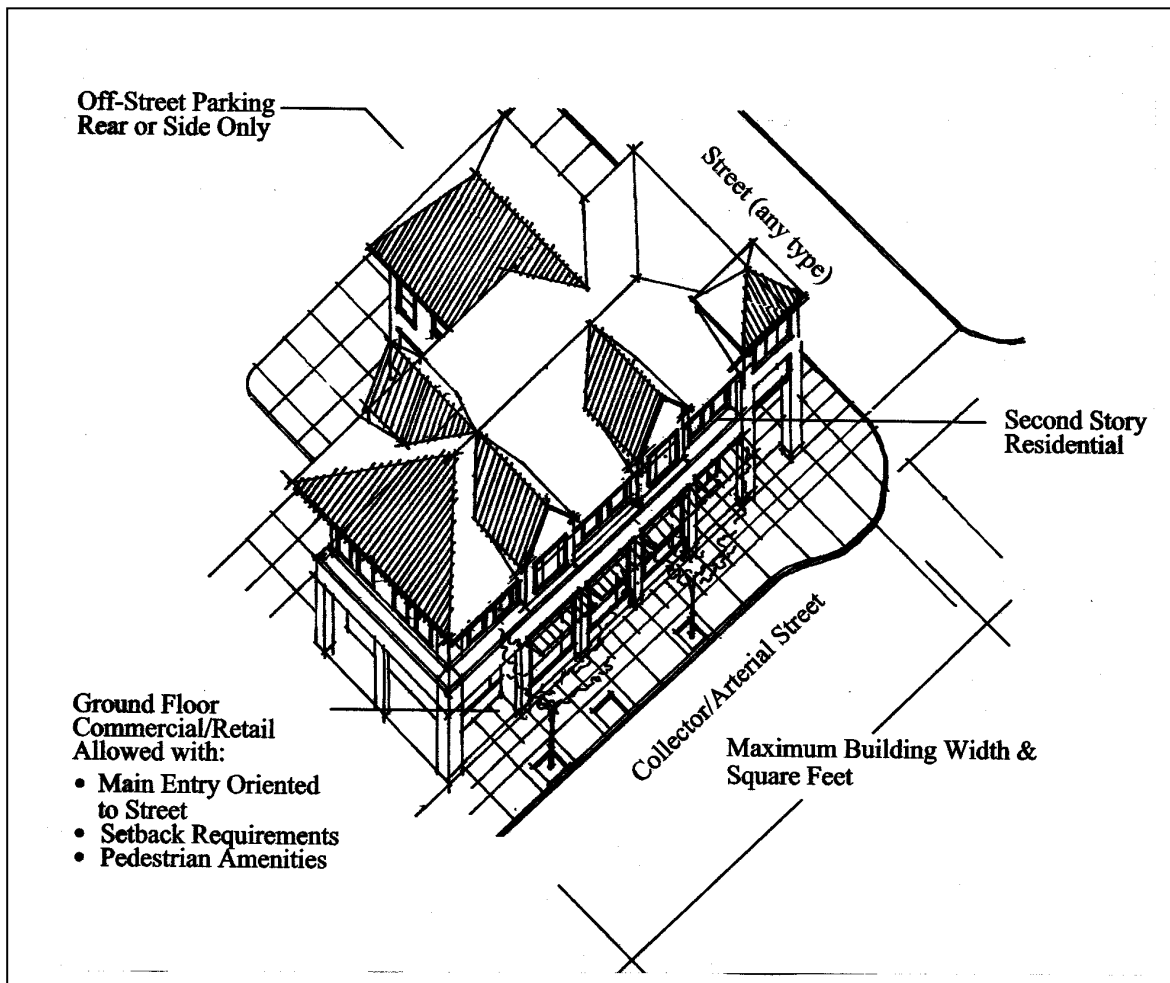 Off-Street Parking
Rear or Side Only
Street (any type)
Second Story
Residential
Collector/Arterial Street
Ground Floor
Commercial/Retail
Allowed with:
• Main Entry Oriented
to Street
• Setback Requirements
• Pedestrian Amenities
Maximum Building Width &
Square Feet